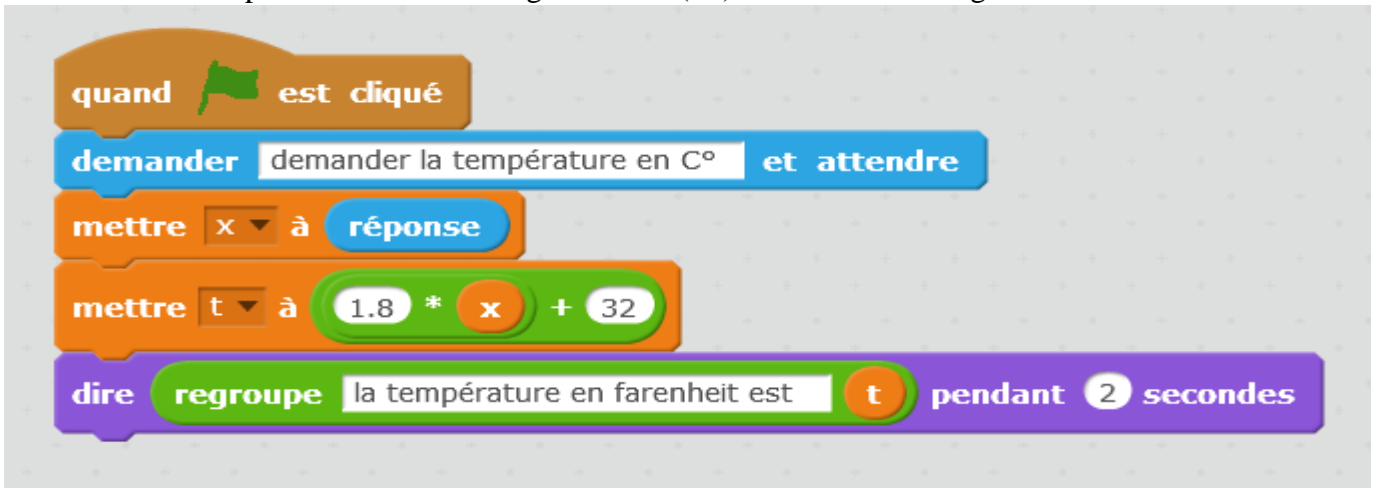 quand est cliqué
demander demander la température en C° et attendre
mettre x à réponse
mettre t à 1.8 * x + 32
dire regroupe la température en farenheit est t pendant 2 secondes